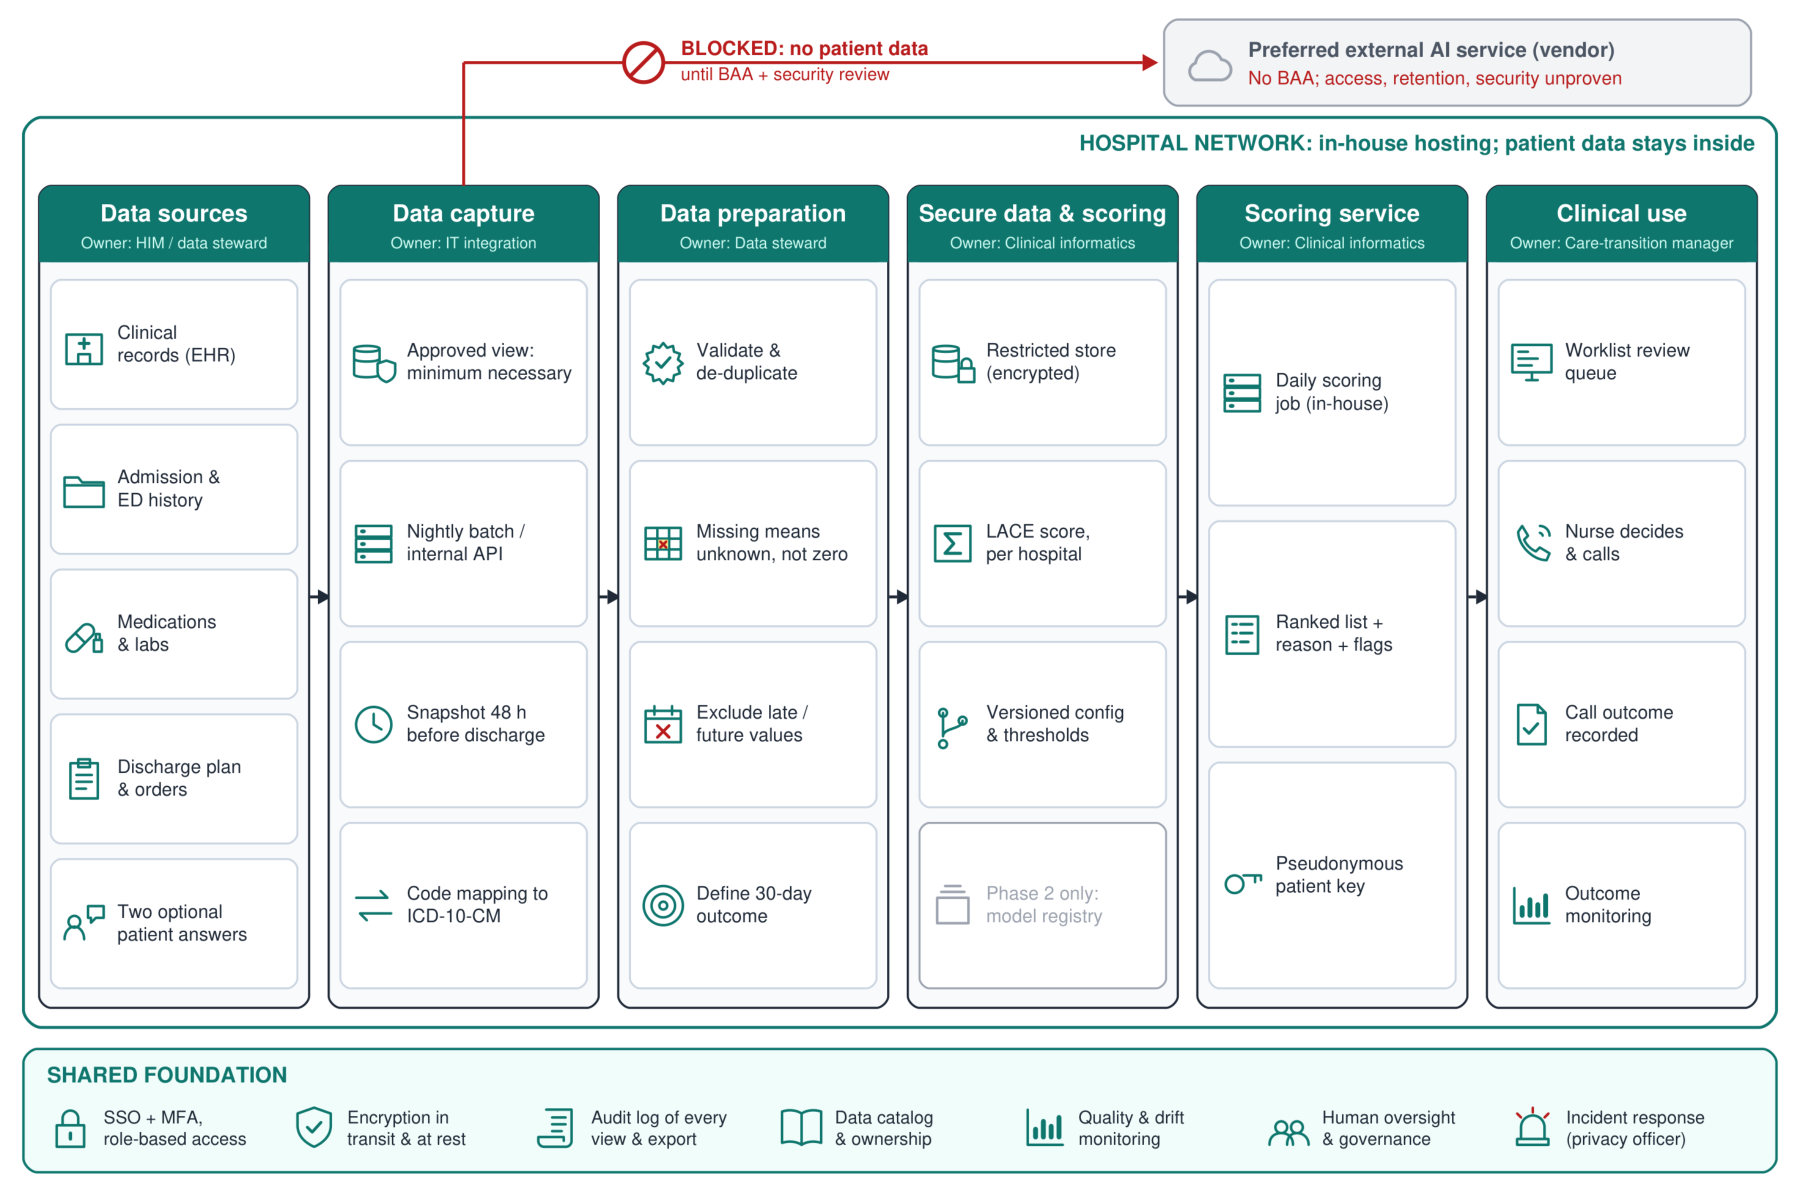 BLOCKED: no patient data
until BAA + security review
Preferred external AI service (vendor)
No BAA; access, retention, security unproven
HOSPITAL NETWORK: in-house hosting; patient data stays inside
Data sources
Owner: HIM / data steward
Clinical
records (EHR)
Admission &
ED history
Medications
& labs
Discharge plan
& orders
Two optional
patient answers
Data capture
Owner: IT integration
Approved view:
minimum necessary
Nightly batch /
internal API
Snapshot 48 h
before discharge
Code mapping to
ICD-10-CM
Data preparation
Owner: Data steward
Validate &
de-duplicate
Missing means
unknown, not zero
Exclude late /
future values
Define 30-day
outcome
Secure data & scoring
Owner: Clinical informatics
Restricted store
(encrypted)
LACE score,
per hospital
Versioned config
& thresholds
Phase 2 only:
model registry
Scoring service
Owner: Clinical informatics
Daily scoring
job (in-house)
Ranked list +
reason + flags
Pseudonymous
patient key
Clinical use
Owner: Care-transition manager
Worklist review
queue
Nurse decides
& calls
Call outcome
recorded
Outcome
monitoring
SHARED FOUNDATION
SSO + MFA,
role-based access
Encryption in
transit & at rest
Audit log of every
view & export
Data catalog
& ownership
Quality & drift
monitoring
Human oversight
& governance
Incident response
(privacy officer)